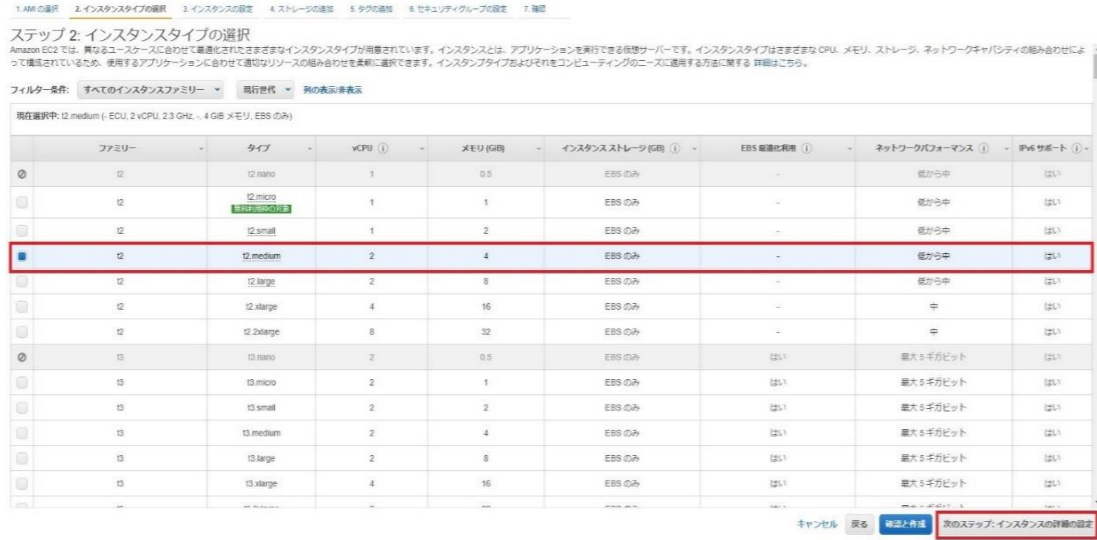 1. AMI の選択 2. インスタンスタイプの選択 3. インスタンスの設定 4. ストレージの追加 5. タグの追加 6. セキュリティグループの設定 7. 確認
ステップ 2: インスタンスタイプの選択
Amazon EC2 では、異なるユースケースに合わせて最適化されたさまざまなインスタンスタイプが用意されています。インスタンスとは、アプリケーションを実行できる仮想サーバーです。インスタンスタイプはさまざまな CPU、メモリ、ストレージ、ネットワークキャパシティの組み合わせによ
って構成されているため、使用するアプリケーションに合わせて適切なリソースの組み合わせを柔軟に選択できます。インスタンプタイプおよびそれをコンピューティングのニーズに適用する方法に関する 詳細はこちら。
フィルター条件: すべてのインスタンスファミリー 現行世代 列の表示/非表示
現在選択中: t2.medium (- ECU, 2 vCPU, 2.3 GHz, -, 4 GiB メモリ, EBS のみ)
ファミリー タイプ vCPU メモリ (GiB) インスタンスストレージ (GB) EBS 最適化利用 ネットワークパフォーマンス IPv6 サポート
t2 t2.nano 1 0.5 EBS のみ - 低から中 はい
t2 t2.micro 1 1 EBS のみ - 低から中 はい
無料利用枠の対象
t2 t2.small 1 2 EBS のみ - 低から中 はい
t2 t2.medium 2 4 EBS のみ - 低から中 はい
t2 t2.large 2 8 EBS のみ - 低から中 はい
t2 t2.xlarge 4 16 EBS のみ - 中 はい
t2 t2.2xlarge 8 32 EBS のみ - 中 はい
t3 t3.nano 2 0.5 EBS のみ はい 最大 5 ギガビット はい
t3 t3.micro 2 1 EBS のみ はい 最大 5 ギガビット はい
t3 t3.small 2 2 EBS のみ はい 最大 5 ギガビット はい
t3 t3.medium 2 4 EBS のみ はい 最大 5 ギガビット はい
t3 t3.large 2 8 EBS のみ はい 最大 5 ギガビット はい
t3 t3.xlarge 4 16 EBS のみ はい 最大 5 ギガビット はい
キャンセル 戻る 確認と作成 次のステップ: インスタンスの詳細の設定